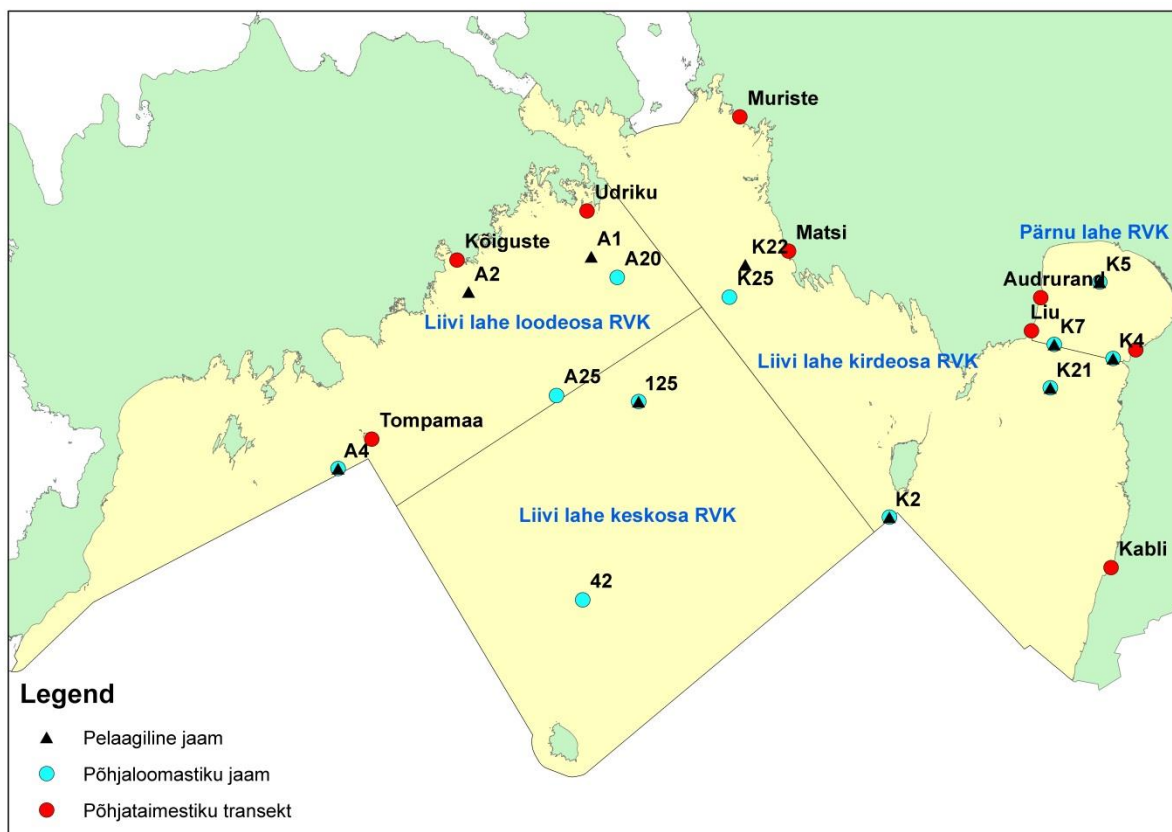 Muriste
Udriku
Kõiguste
A1
A20
A2
K22
Matsi
K25
Pärnu lahe RVK
K5
Audrurand
Liu
K7
K4
K21
Liivi lahe loodeosa RVK
Liivi lahe kirdeosa RVK
A25
125
Tompamaa
A4
K2
Liivi lahe keskosa RVK
Kabli
42
Legend
Pelaagiline jaam
Põhjaloomastiku jaam
Põhjataimestiku transekt